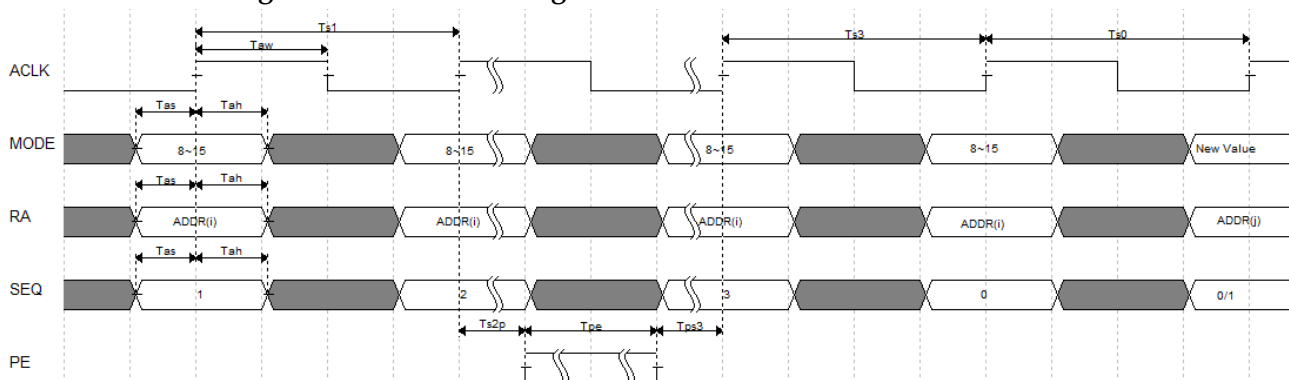 Ts1 Ts3 Ts0
Taw
ACLK
Tas Tah
MODE 8~15 8~15 8~15 8~15 New Value
Tas Tah
RA ADDR(i) ADDR(i) ADDR(i) ADDR(i) ADDR(j)
Tas Tah
SEQ 1 2 3 0 0/1
Ts2p Tpe Tps3
PE